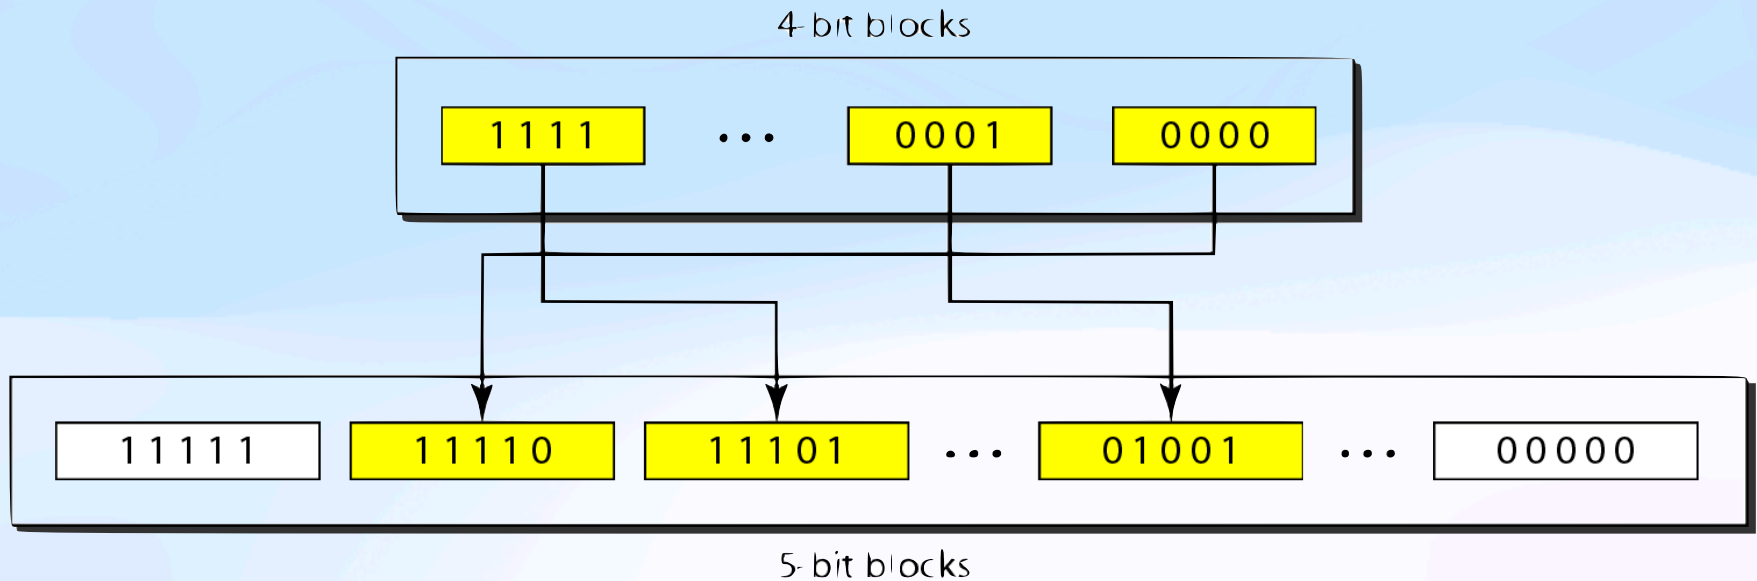 4-bit blocks
1111 ... 0001 0000
11111 11110 11101 ... 01001 ... 00000
5-bit blocks